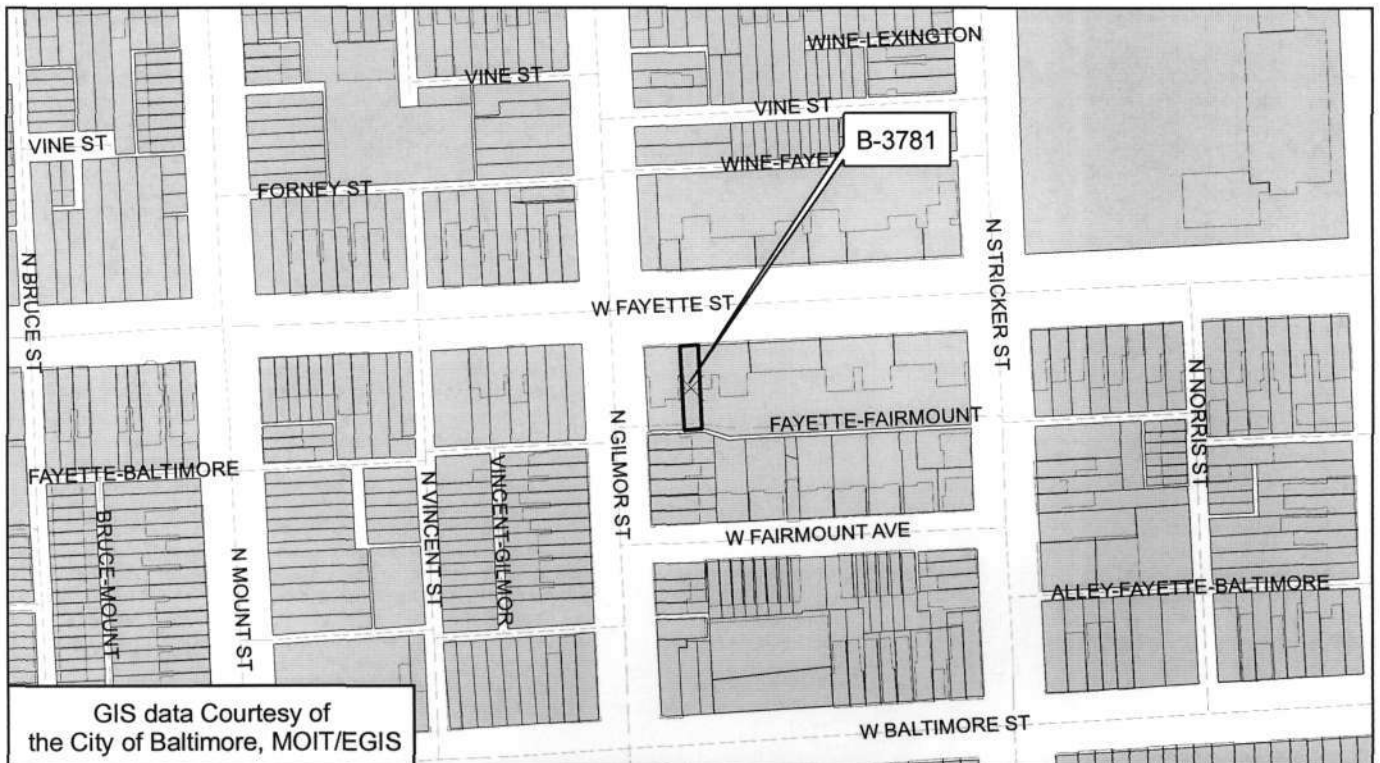 WINE-LEXINGTON
VINE ST
VINE ST
VINE ST
B-3781
WINE-FAYE
FORNEY ST
N BRUCE ST
N STRICKER ST
W FAYETTE ST
N GILMOR ST
FAYETTE-FAIRMOUNT
N NORRIS ST
FAYETTE-BALTIMORE
N VINCENT ST
VINCENT-GILMOR
BRUCE-MOUNT
N MOUNT ST
W FAIRMOUNT AVE
ALLEY-FAYETTE-BALTIMORE
W BALTIMORE ST
GIS data Courtesy of
the City of Baltimore, MOIT/EGIS